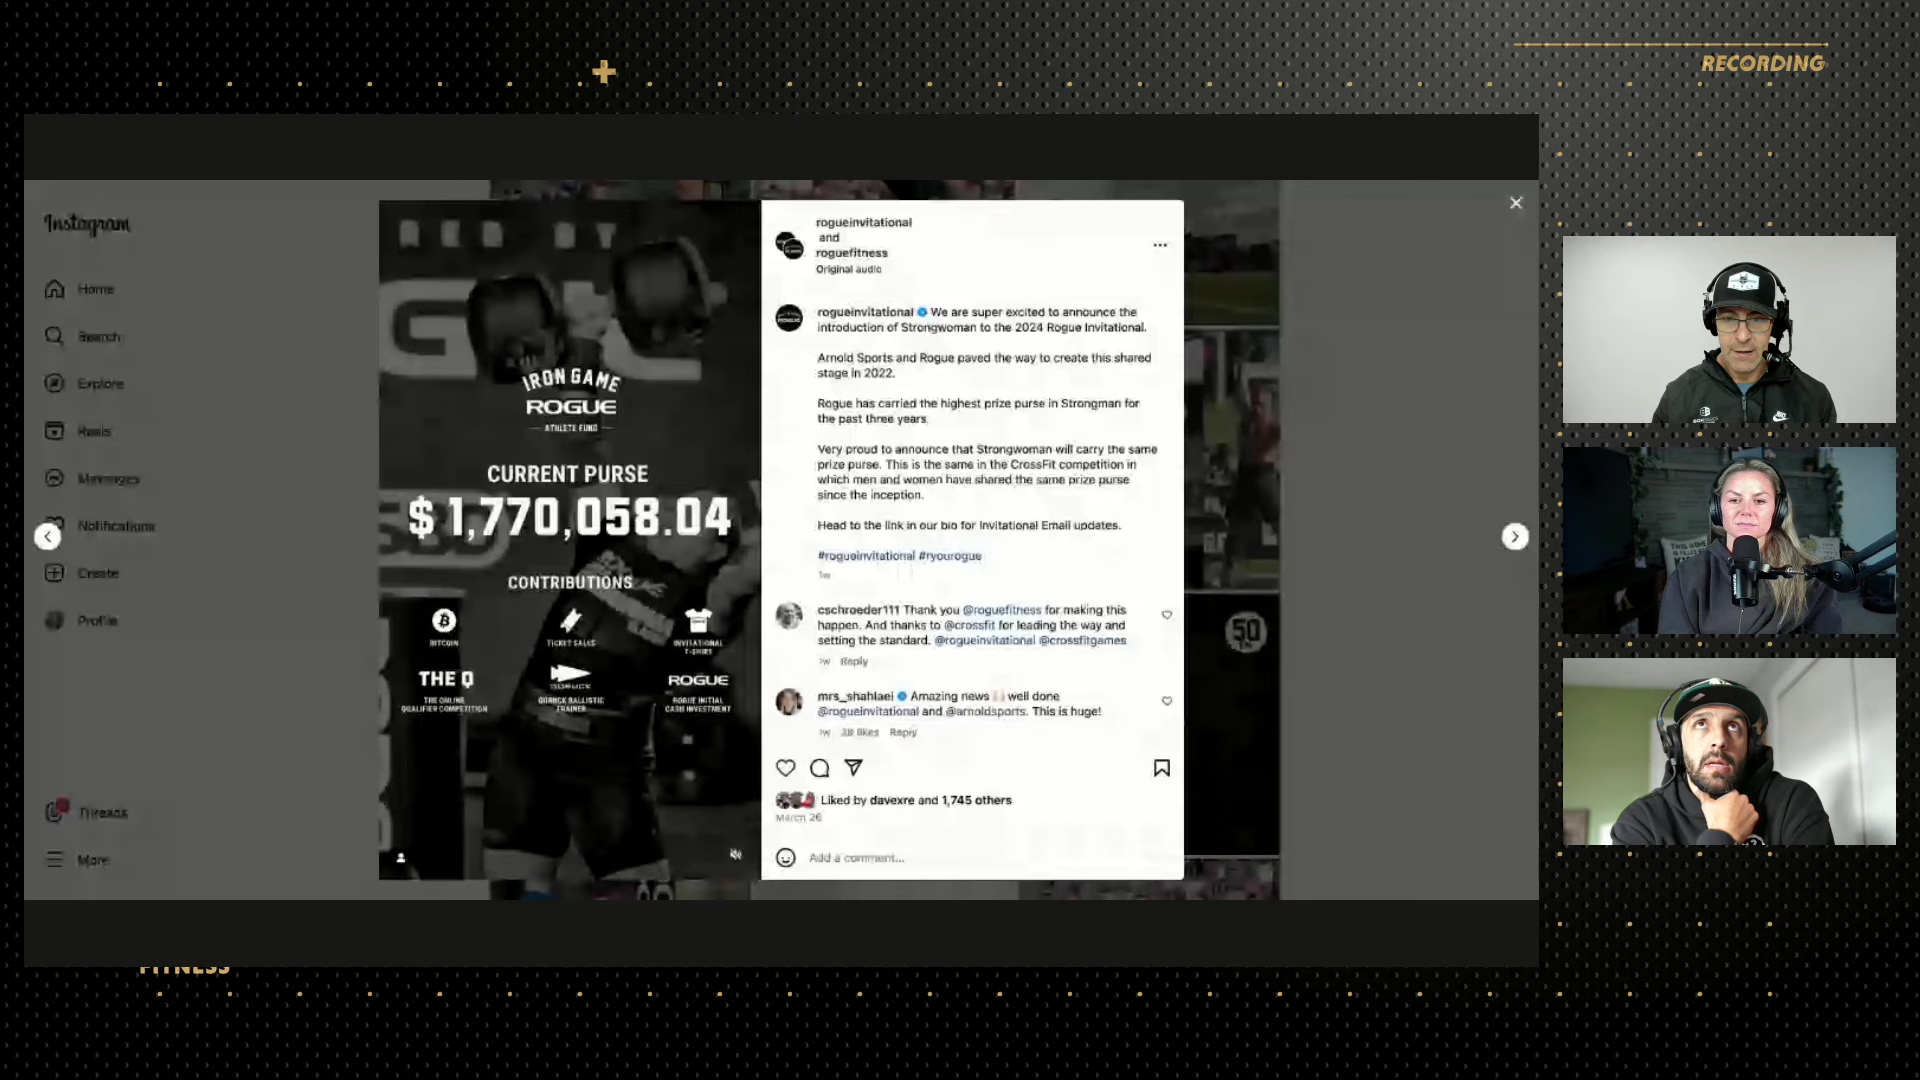 RECORDING
Instagram
Home
Search
Explore
Reels
Messages
Notifications
Create
Profile
Threads
More
IRON GAME
ROGUE
ATHLETE FUND
CURRENT PURSE
$ 1,770,058.04
CONTRIBUTIONS
BITCOIN
TICKET SALES
INVITATIONAL
T-SHIRT
THE Q
THE ONLINE
QUALIFIER COMPETITION
DONNICK BALLISTIC
TRAINER
ROGUE
ROGUE INITIAL
CASH INVESTMENT
rogueinvitational
and
roguefitness
Original audio
rogueinvitational We are super excited to announce the
introduction of Strongwoman to the 2024 Rogue Invitational.
Arnold Sports and Rogue paved the way to create this shared
stage in 2022.
Rogue has carried the highest prize purse in Strongman for
the past three years.
Very proud to announce that Strongwoman will carry the same
prize purse. This is the same in the CrossFit competition in
which men and women have shared the same prize purse
since the inception.
Head to the link in our bio for Invitational Email updates.
#rogueinvitational #ryourogue
1w
cschroeder111 Thank you @roguefitness for making this
happen. And thanks to @crossfit for leading the way and
setting the standard. @rogueinvitational @crossfitgames
1w Reply
mrs_shahlaei Amazing news well done
@rogueinvitational and @arnoldsports. This is huge!
1w 38 likes Reply
Liked by davexre and 1,745 others
March 26
Add a comment...
50
FITNESS